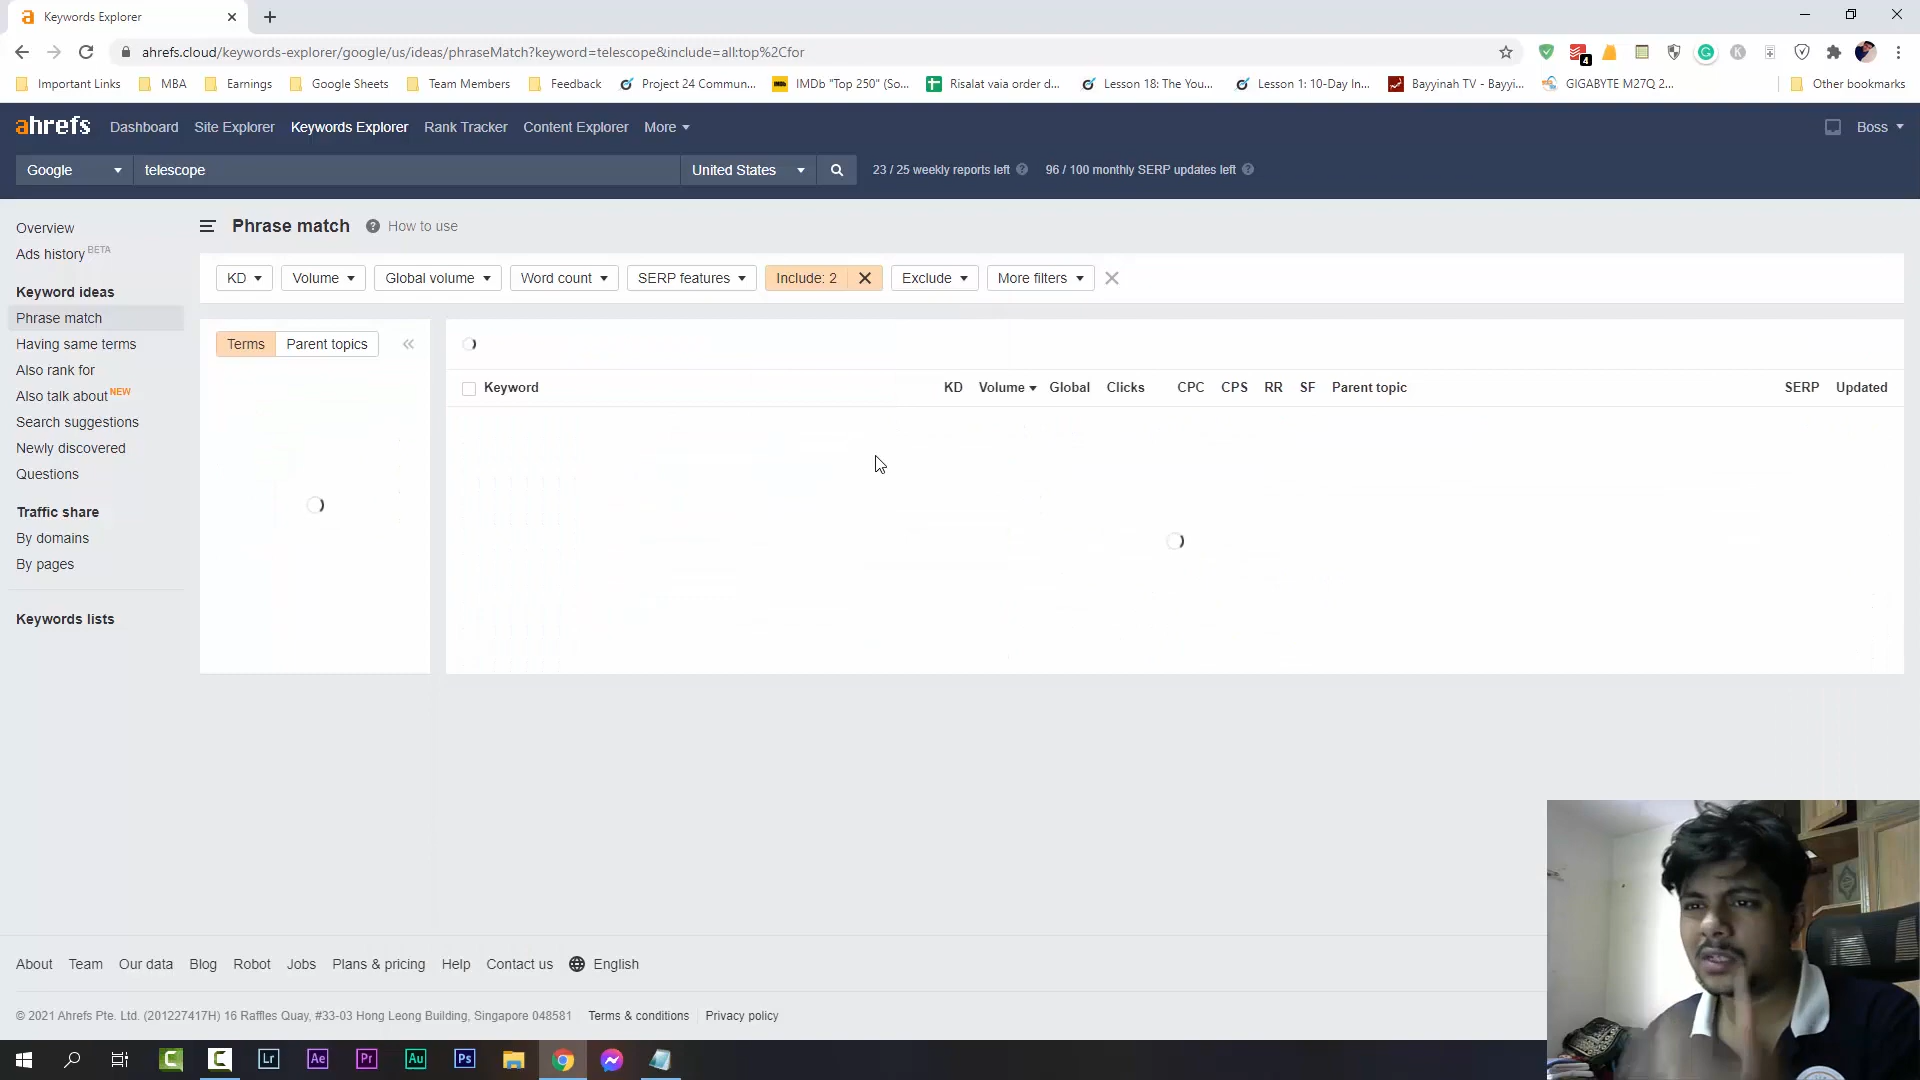 Keywords Explorer
ahrefs.cloud/keywords-explorer/google/us/ideas/phraseMatch?keyword=telescope&include=all:top%2Cfor
4
Important Links MBA Earnings Google Sheets Team Members Feedback Project 24 Commun... IMDb "Top 250" (So... Risalat vaia order d... Lesson 18: The You... Lesson 1: 10-Day In... Bayyinah TV - Bayyi... GIGABYTE M27Q 2... Other bookmarks
ahrefs Dashboard Site Explorer Keywords Explorer Rank Tracker Content Explorer More Boss
Google telescope United States 23 / 25 weekly reports left 96 / 100 monthly SERP updates left
Overview
Ads history BETA
Keyword ideas
Phrase match
Having same terms
Also rank for
Also talk about NEW
Search suggestions
Newly discovered
Questions
Traffic share
By domains
By pages
Keywords lists
Phrase match ? How to use
KD Volume Global volume Word count SERP features Include: 2 Exclude More filters
Terms Parent topics
Keyword KD Volume Global Clicks CPC CPS RR SF Parent topic SERP Updated
About Team Our data Blog Robot Jobs Plans & pricing Help Contact us English
© 2021 Ahrefs Pte. Ltd. (201227417H) 16 Raffles Quay, #33-03 Hong Leong Building, Singapore 048581 Terms & conditions Privacy policy
Lr Ae Pr Au Ps